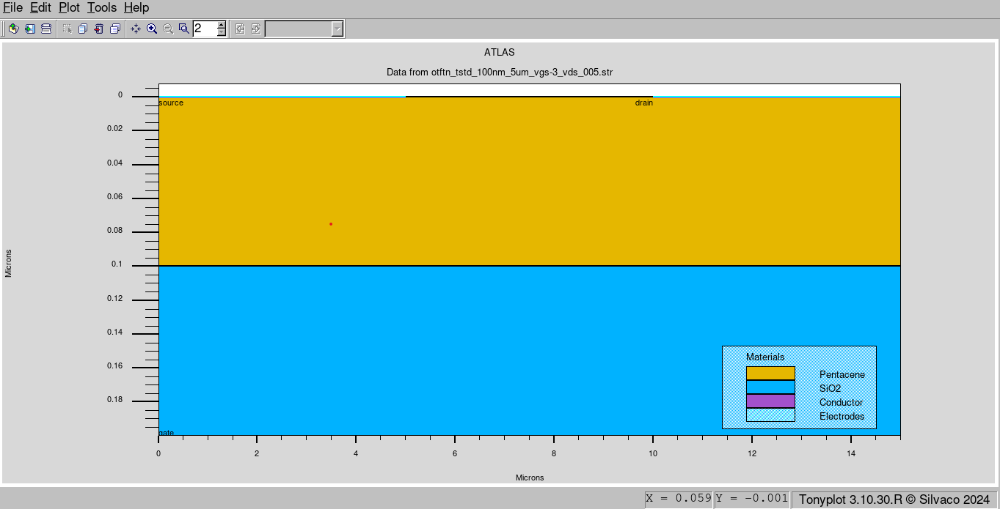 File Edit Plot Tools Help
2
ATLAS
Data from otftn_tstd_100nm_5um_vgs-3_vds_005.str
0
source
drain
0.02
0.04
0.06
0.08
Microns
0.1
0.12
0.14
0.16
0.18
Materials
Pentacene
SiO2
Conductor
Electrodes
gate
0 2 4 6 8 10 12 14
Microns
X = 0.059 Y = -0.001 Tonyplot 3.10.30.R © Silvaco 2024